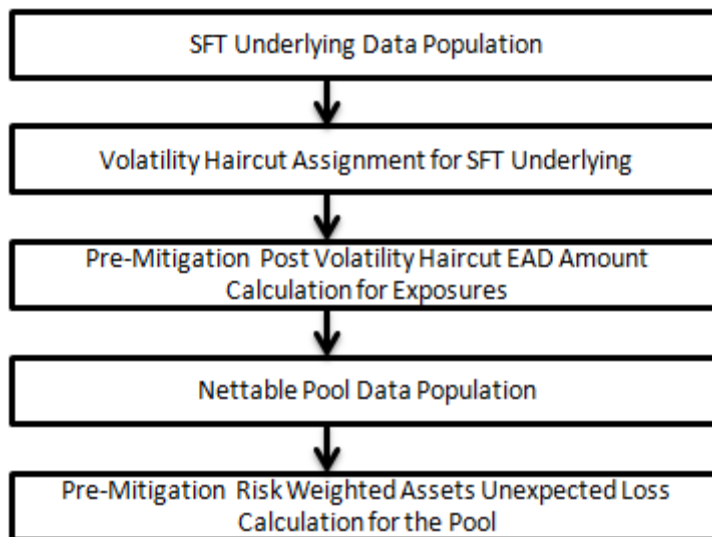 SFT Underlying Data Population
Volatility Haircut Assignment for SFT Underlying
Pre-Mitigation Post Volatility Haircut EAD Amount
Calculation for Exposures
Nettable Pool Data Population
Pre-Mitigation Risk Weighted Assets Unexpected Loss
Calculation for the Pool